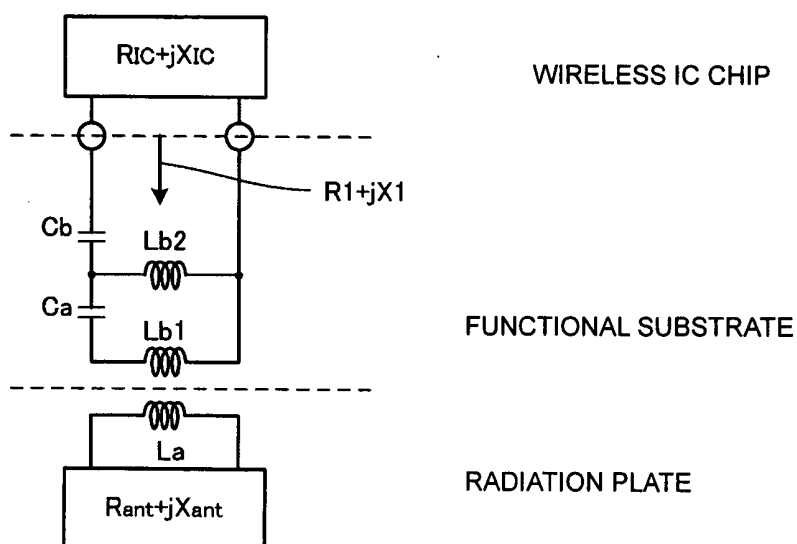 RIC+jXIC
WIRELESS IC CHIP
R1+jX1
Cb
Lb2
Ca
Lb1
FUNCTIONAL SUBSTRATE
La
RADIATION PLATE
Rant+jXant